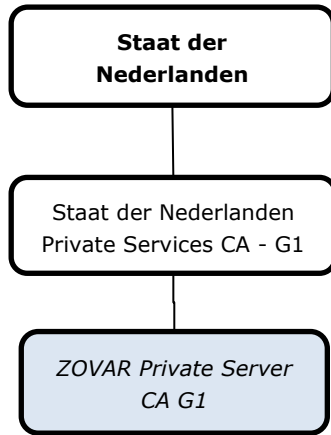 Staat der
Nederlanden
Staat der Nederlanden
Private Services CA - G1
ZOVAR Private Server
CA G1